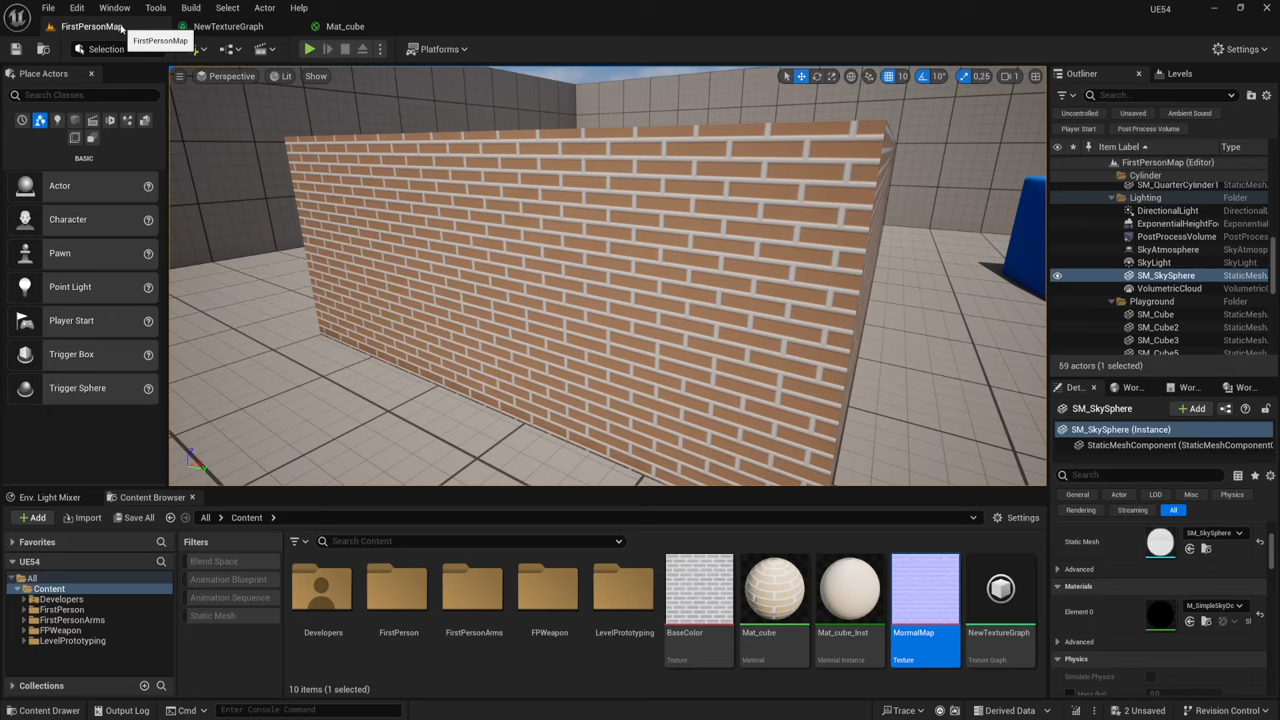 File Edit Window Tools Build Select Actor Help
UE54
FirstPersonMap
NewTextureGraph
Mat_cube
FirstPersonMap
Selection
Platforms
Settings
Place Actors
Search Classes
BASIC
Actor
Character
Pawn
Point Light
Player Start
Trigger Box
Trigger Sphere
Perspective
Lit
Show
10
10°
0.25
1
Outliner
Levels
Search...
Uncontrolled
Unsaved
Ambient Sound
Player Start
Post Process Volume
Item Label
Type
FirstPersonMap (Editor)
Cylinder
SM_QuarterCylinder1 StaticMesh.
Lighting Folder
DirectionalLight Directional.
ExponentialHeightFo Exponential.
PostProcessVolume PostProces.
SkyAtmosphere SkyAtmosp.
SkyLight SkyLight
SM_SkySphere StaticMesh.
VolumetricCloud Volumetric.
Playground Folder
SM_Cube StaticMesh.
SM_Cube2 StaticMesh.
SM_Cube3 StaticMesh.
SM_Cube5 StaticMesh.
59 actors (1 selected)
De
Wor...
Wor...
Wor...
SM_SkySphere
Add
SM_SkySphere (Instance)
StaticMeshComponent (StaticMeshComponent
Search
General
Actor
LOD
Misc
Physics
Rendering
Streaming
All
Static Mesh
SM_SkySphere
Advanced
Materials
Element 0
M_SimpleSkyDo
Advanced
Physics
Simulate Physics
0.0
Env. Light Mixer
Content Browser
Add
Import
Save All
All
Content
Settings
Favorites
UE54
All
Content
Developers
FirstPerson
FirstPersonArms
FPWeapon
LevelPrototyping
Collections
Filters
Blend Space
Animation Blueprint
Animation Sequence
Static Mesh
Search Content
Developers
FirstPerson
FirstPersonArms
FPWeapon
LevelPrototyping
BaseColor
Texture
Mat_cube
Material
Mat_cube_Inst
Material Instance
MormalMap
Texture
NewTextureGraph
Texture Graph
10 items (1 selected)
Content Drawer
Output Log
Cmd
Enter Console Command
Trace
Derived Data
2 Unsaved
Revision Control